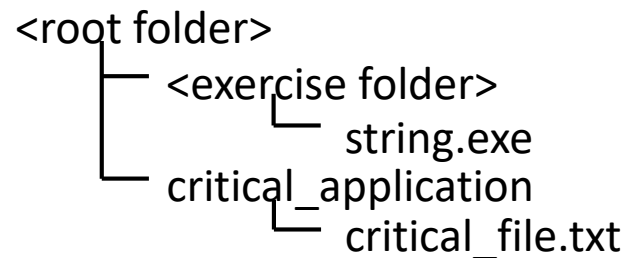 <root folder>
<exercise folder>
string.exe
critical_application
critical_file.txt